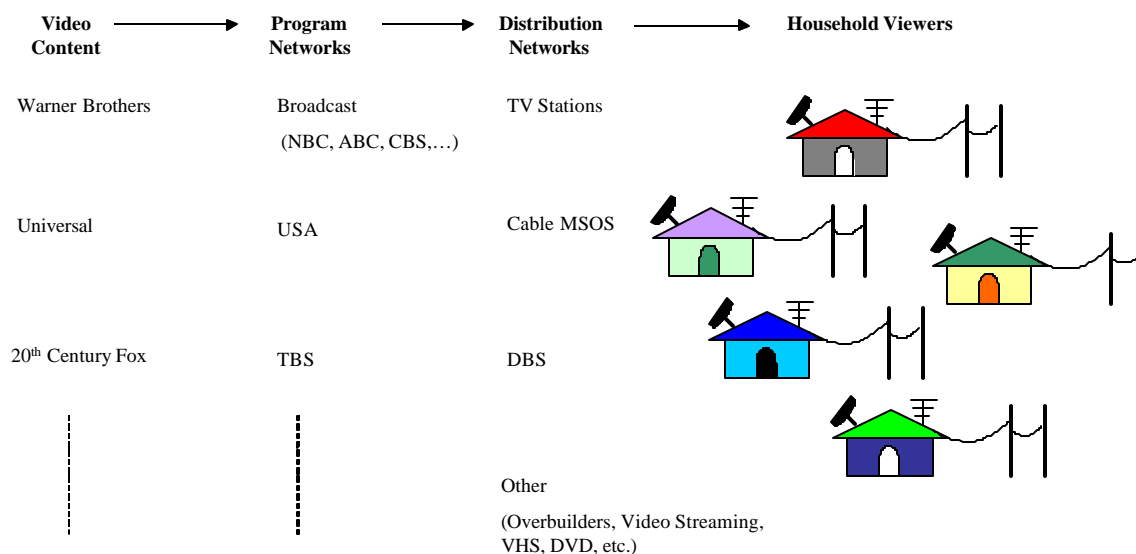 Video
Content
Program
Networks
Distribution
Networks
Household Viewers
Warner Brothers
Broadcast
(NBC, ABC, CBS,…)
TV Stations
Universal
USA
Cable MSOS
20th Century Fox
TBS
DBS
Other
(Overbuilders, Video Streaming,
VHS, DVD, etc.)